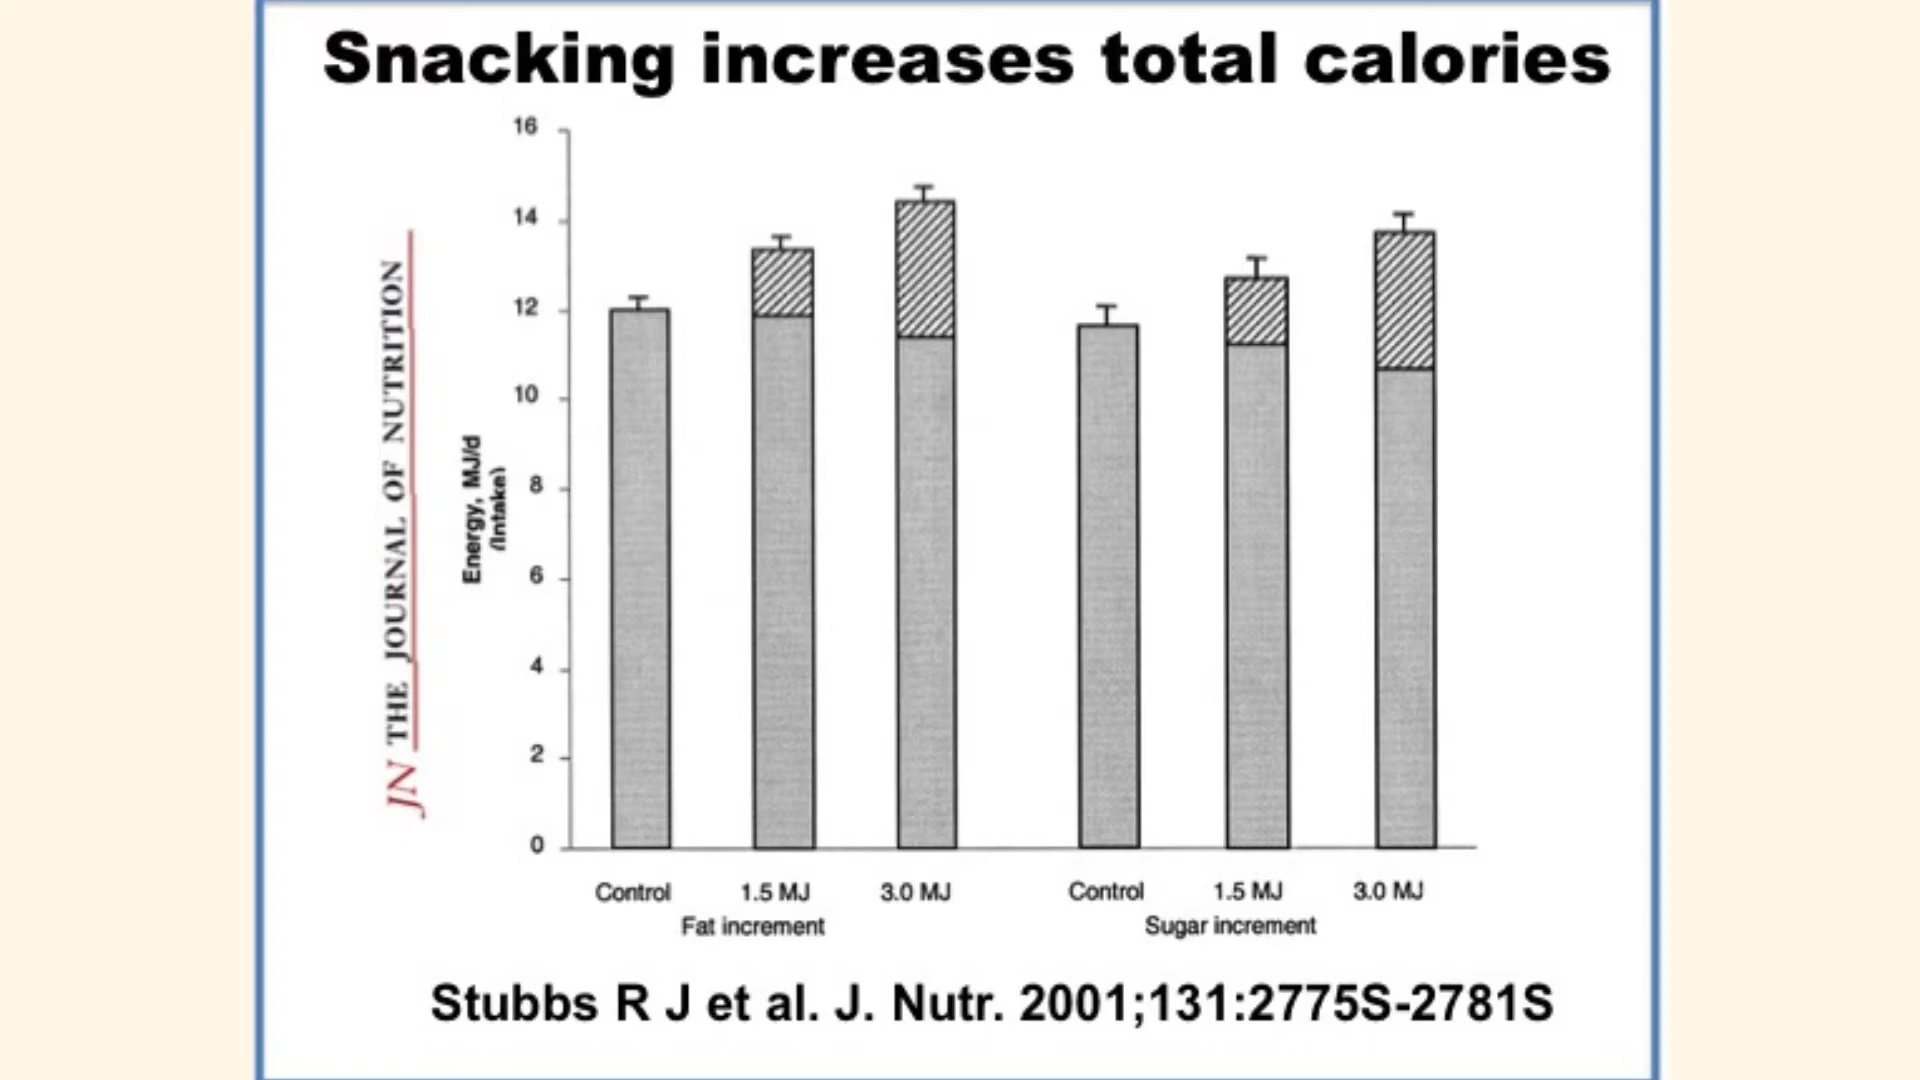 Snacking increases total calories
JN THE JOURNAL OF NUTRITION
Energy, MJ/d
(Intake)
16
14
12
10
8
6
4
2
0
Control 1.5 MJ 3.0 MJ Control 1.5 MJ 3.0 MJ
Fat increment Sugar increment
Stubbs R J et al. J. Nutr. 2001;131:2775S-2781S